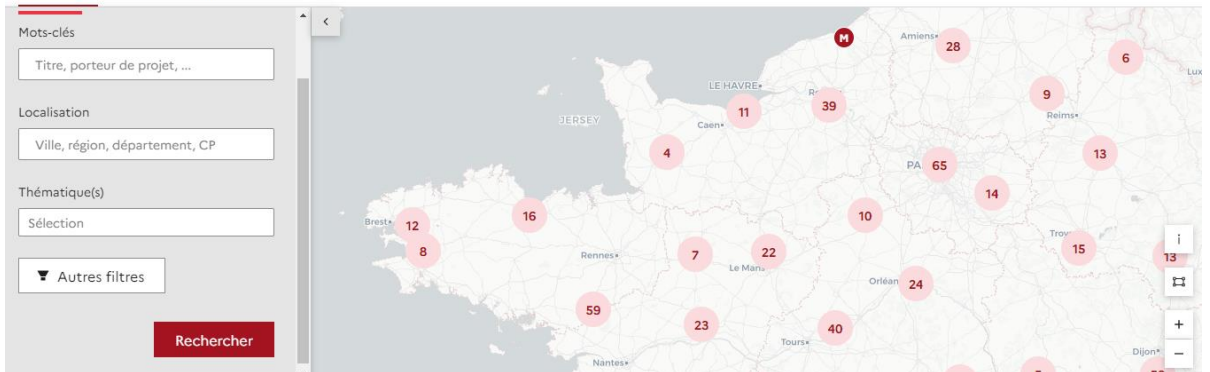 Mots-clés
Titre, porteur de projet, ...
Localisation
Ville, région, département, CP
Thématique(s)
Sélection
Autres filtres
Rechercher
M
Amiens
28
6
LE HAVRE
9
11
39
Reims
JERSEY
Caen
4
65
13
14
Brest
12
16
10
8
Rennes
7
22
Le Mans
15
13
Orléan
24
59
23
40
Tours
Nantes
Dijon
i
+
−